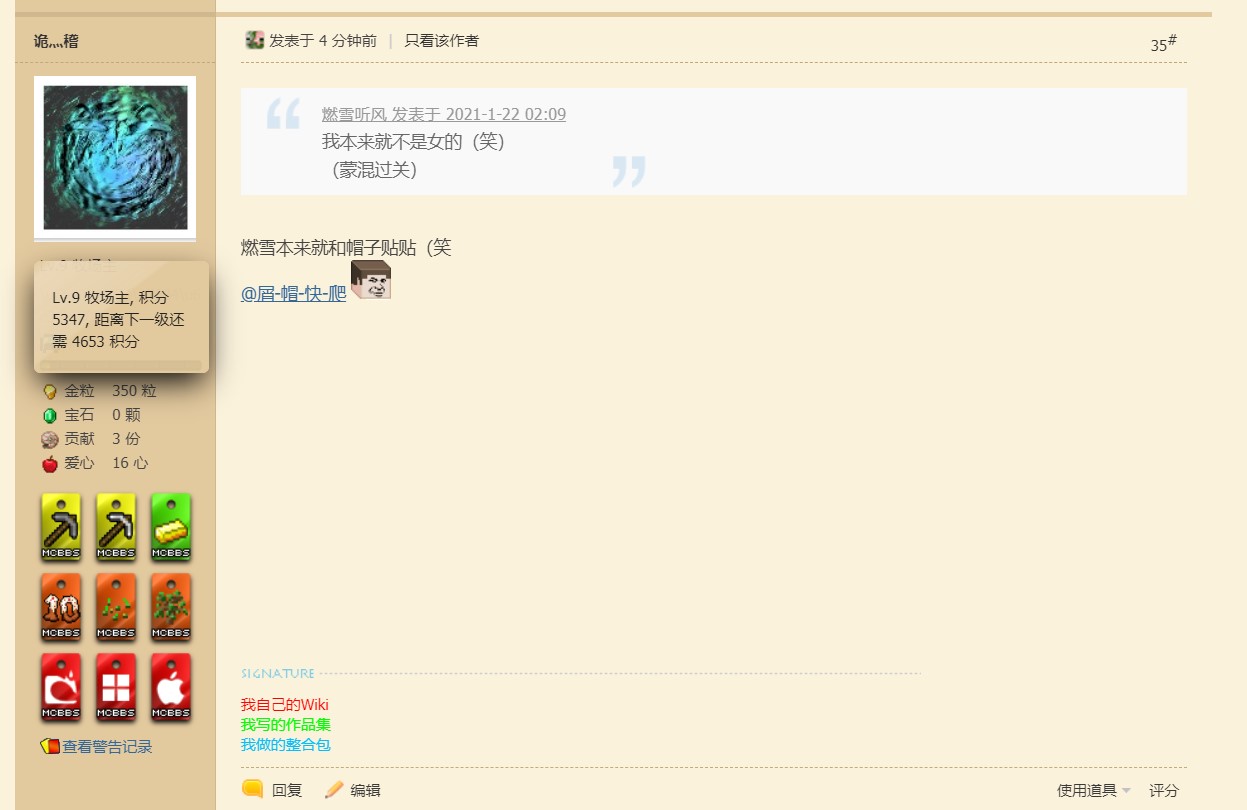 诡灬稽
发表于 4 分钟前 | 只看该作者
35#
燃雪听风 发表于 2021-1-22 02:09
我本来就不是女的（笑）
（蒙混过关）
燃雪本来就和帽子贴贴（笑
@屑-帽-快-爬
Lv.9 牧场主
Lv.9 牧场主, 积分
5347, 距离下一级还
需 4653 积分
金粒 350 粒
宝石 0 颗
贡献 3 份
爱心 16 心
MCBBS MCBBS MCBBS
10
MCBBS MCBBS MCBBS
MCBBS MCBBS MCBBS
查看警告记录
SIGNATURE
我自己的Wiki
我写的作品集
我做的整合包
回复 编辑
使用道具 评分